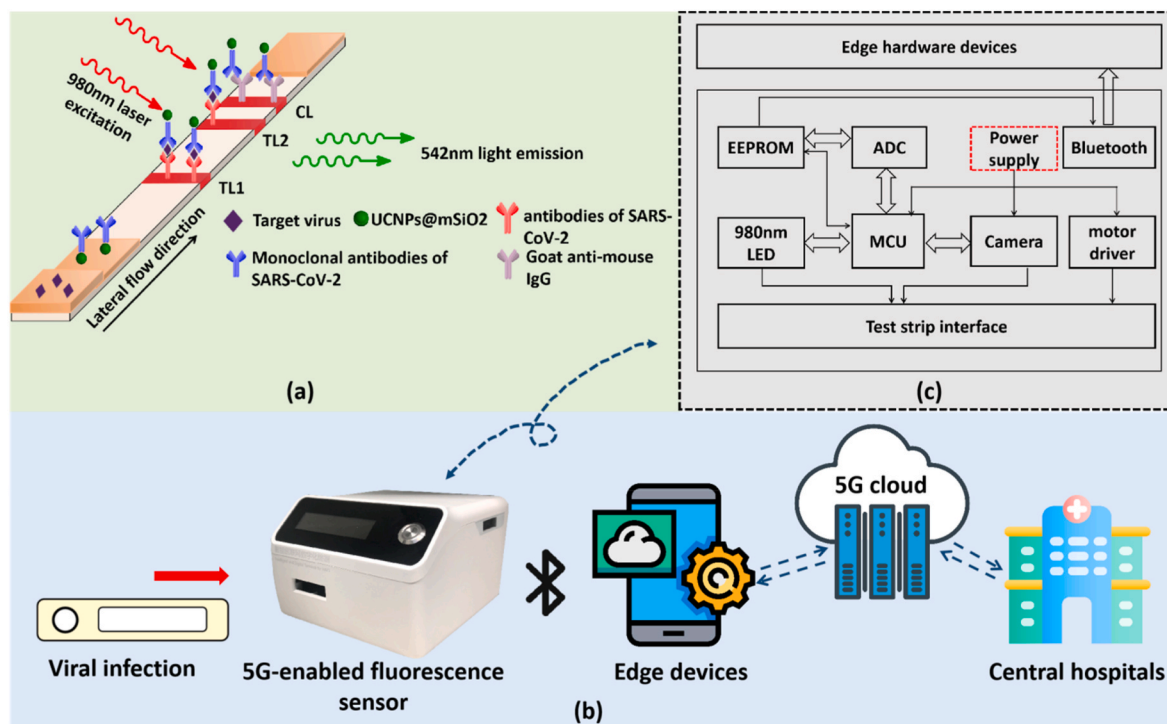 980nm laser
excitation
CL
TL2
TL1
542nm light emission
Target virus
UCNPs@mSiO2
antibodies of SARS-
CoV-2
Monoclonal antibodies of
SARS-CoV-2
Goat anti-mouse
IgG
Lateral flow direction
(a)
Edge hardware devices
EEPROM
ADC
Power
supply
Bluetooth
980nm
LED
MCU
Camera
motor
driver
Test strip interface
(c)
5G cloud
Viral infection
5G-enabled fluorescence
sensor
Edge devices
Central hospitals
(b)